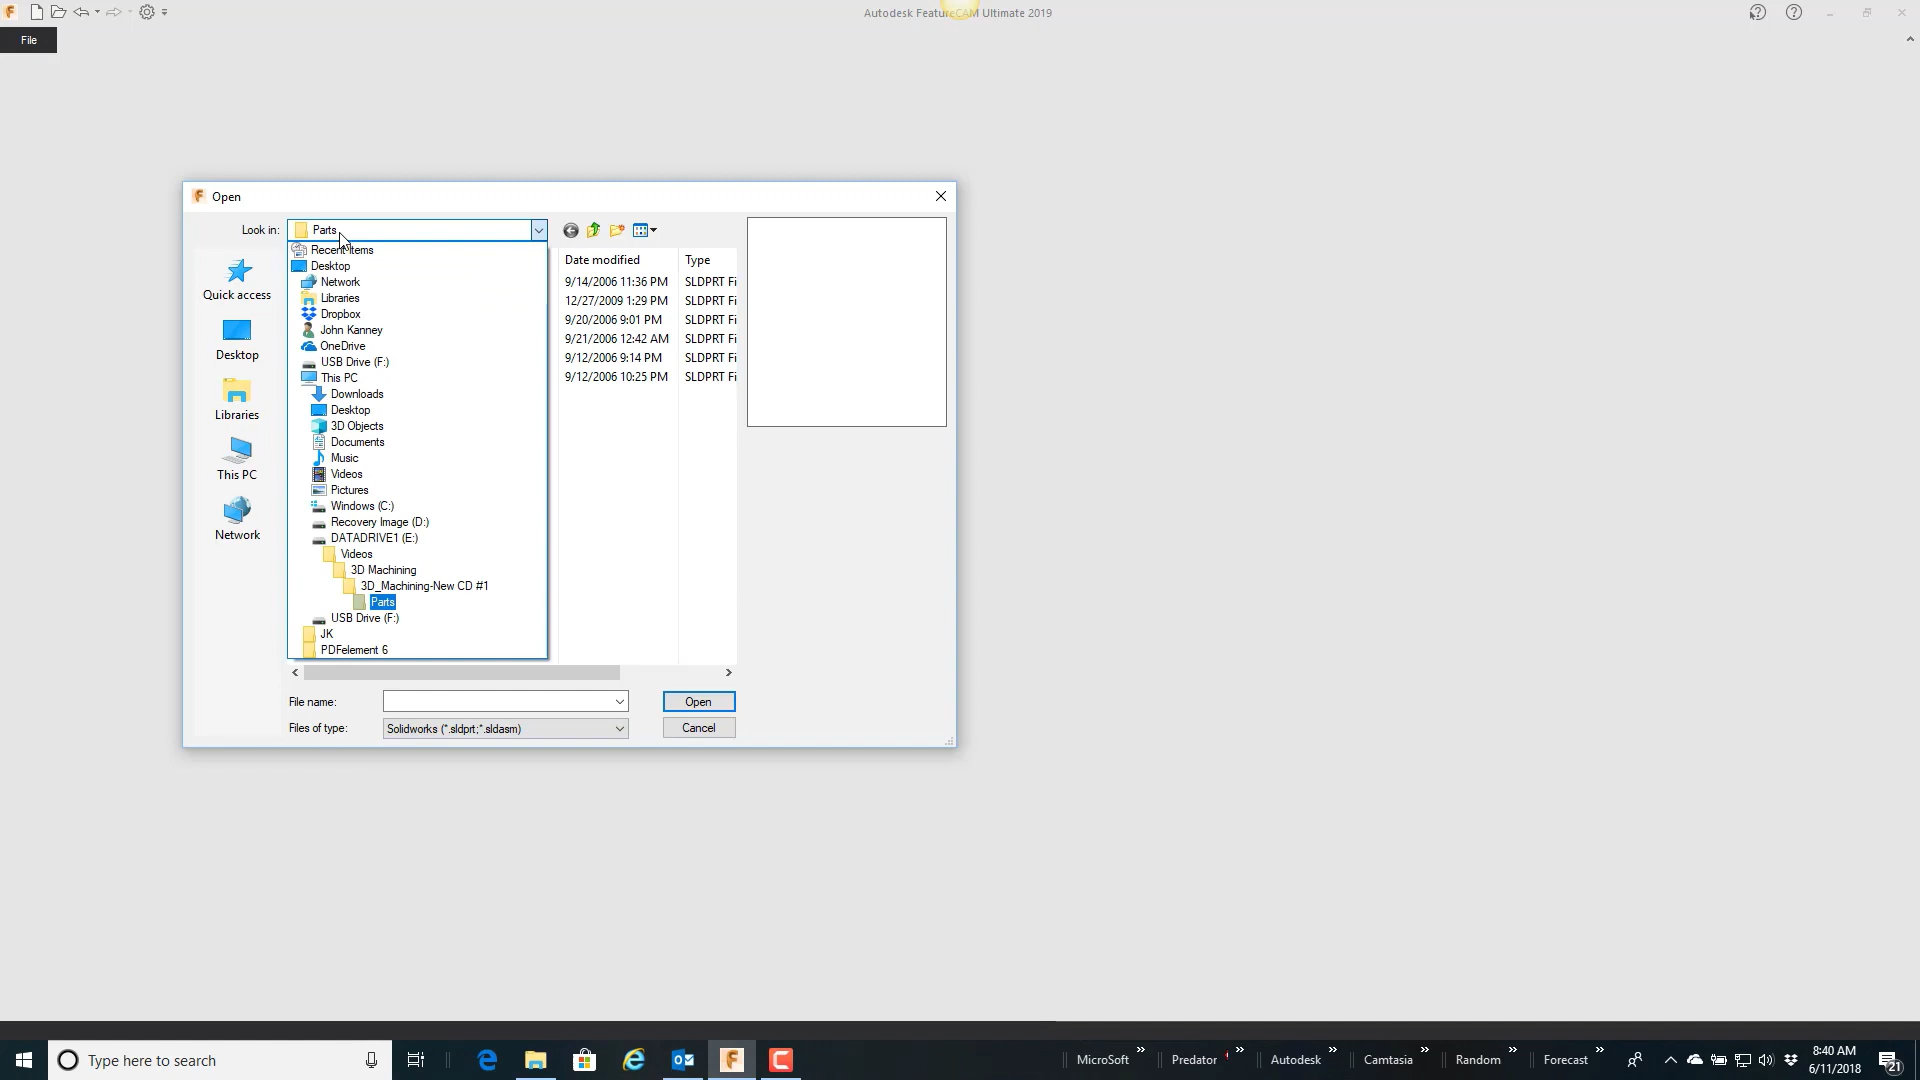 Autodesk FeatureCAM Ultimate 2019
File
Open
Look in:
Parts
Recent Items
Desktop
Network
Libraries
Dropbox
John Kanney
OneDrive
USB Drive (F:)
This PC
Downloads
Desktop
3D Objects
Documents
Music
Videos
Pictures
Windows (C:)
Recovery Image (D:)
DATADRIVE1 (E:)
Videos
3D Machining
3D_Machining-New CD #1
Parts
USB Drive (F:)
JK
PDFelement 6
Quick access
Desktop
Libraries
This PC
Network
Date modified Type
9/14/2006 11:36 PM SLDPRT Fi
12/27/2009 1:29 PM SLDPRT Fi
9/20/2006 9:01 PM SLDPRT Fi
9/21/2006 12:42 AM SLDPRT Fi
9/12/2006 9:14 PM SLDPRT Fi
9/12/2006 10:25 PM SLDPRT Fi
File name:
Open
Files of type: Solidworks (*.sldprt;*.sldasm)
Cancel
Type here to search
MicroSoft
Predator
Autodesk
Camtasia
Random
Forecast
8:40 AM
6/11/2018
21